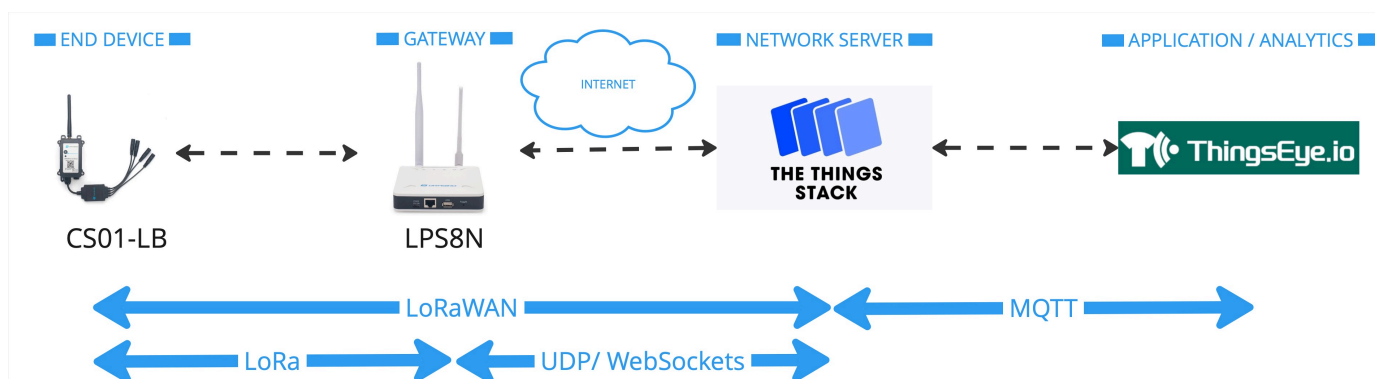 END DEVICE
GATEWAY
INTERNET
NETWORK SERVER
APPLICATION / ANALYTICS
THE THINGS
STACK
ThingsEye.io
CS01-LB
LPS8N
LoRaWAN
MQTT
LoRa
UDP/ WebSockets